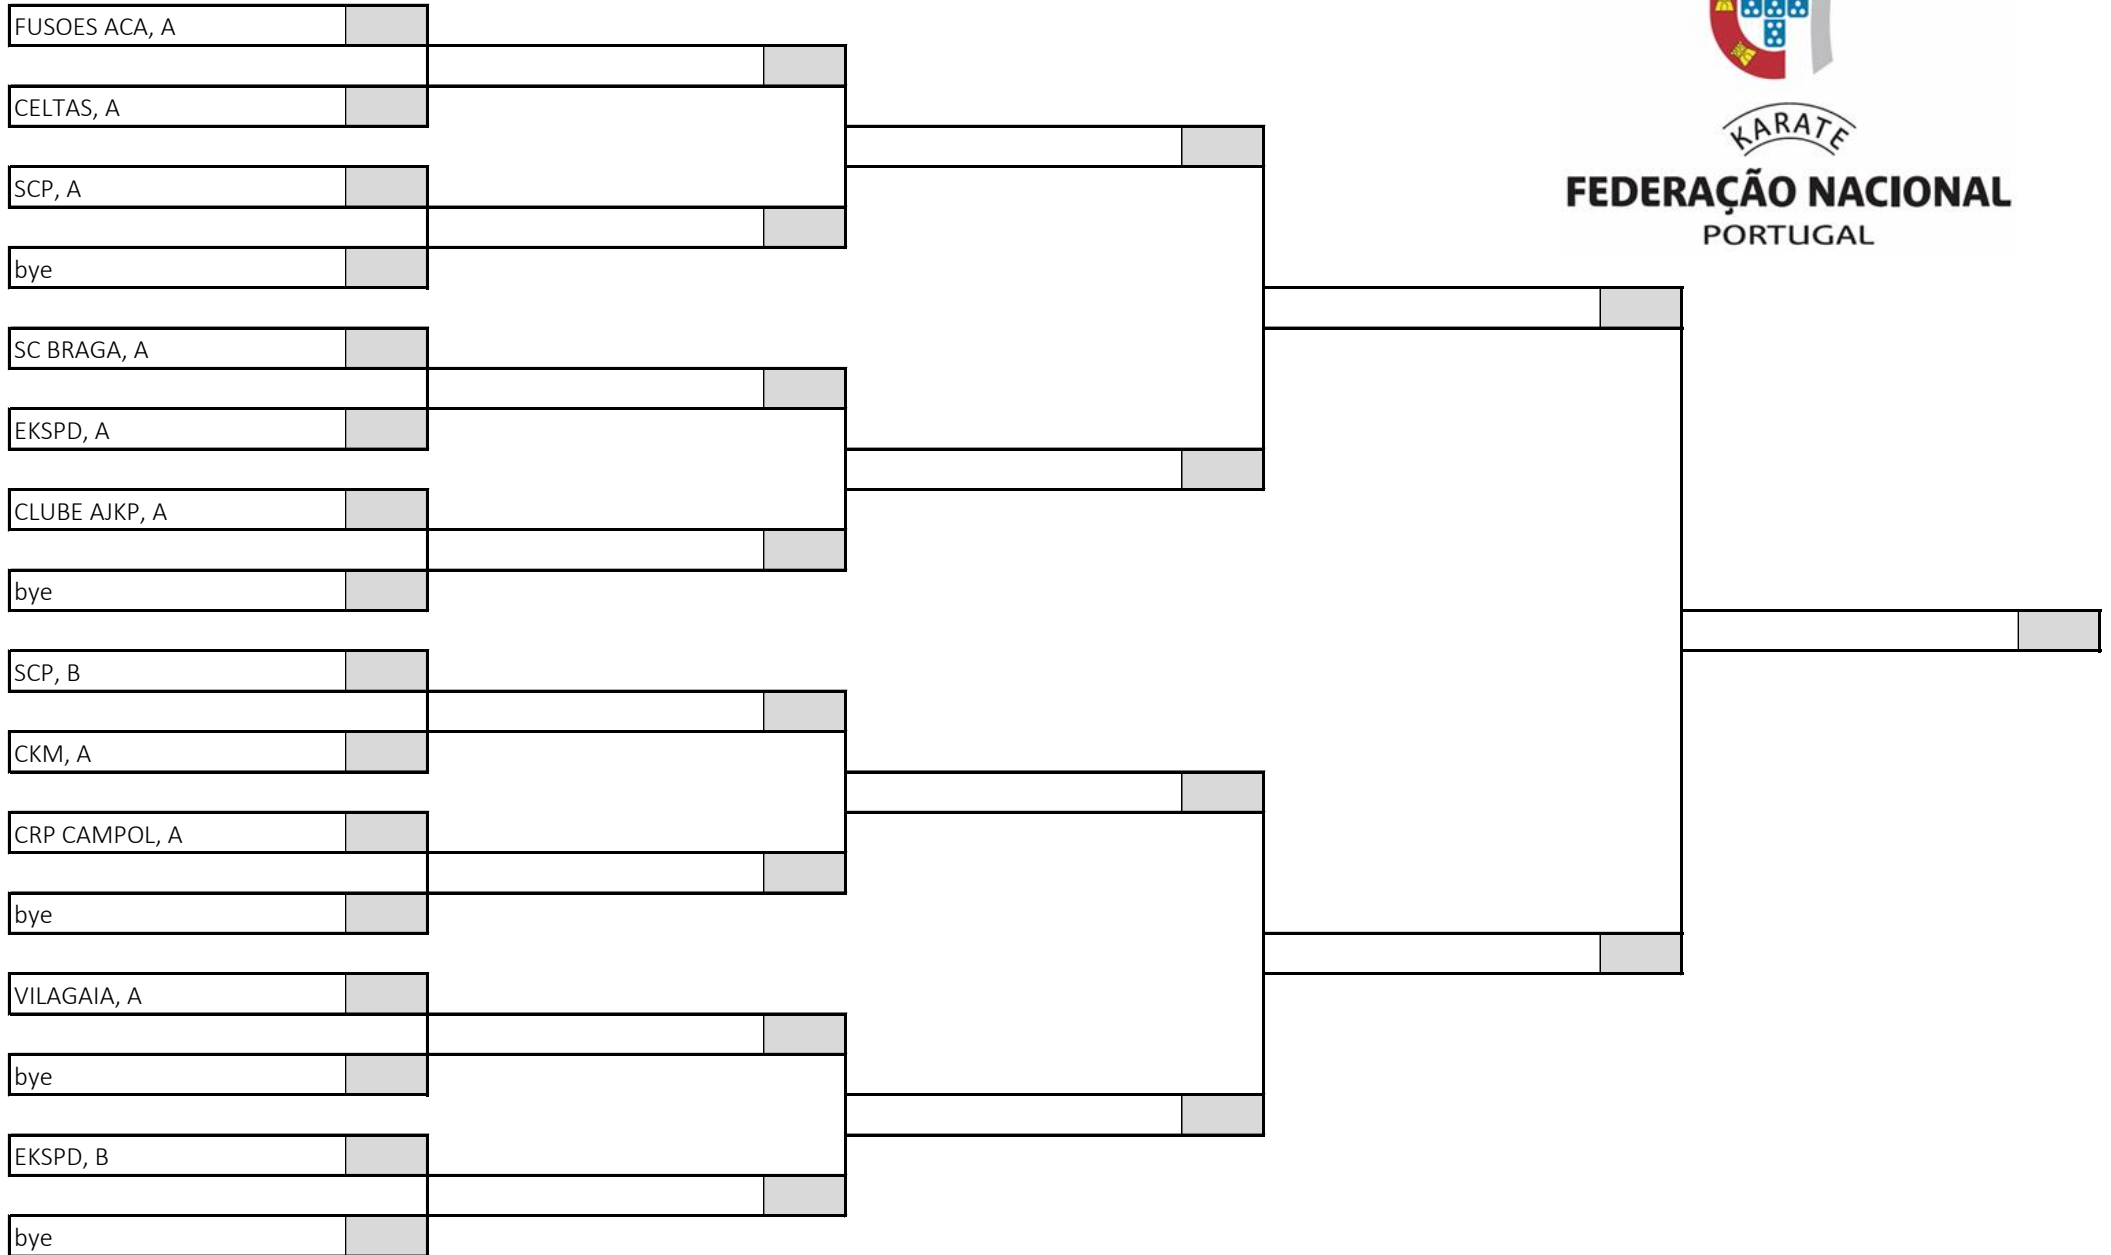 FUSOES ACA, A
CELTAS, A
SCP, A
bye
SC BRAGA, A
EKSPD, A
CLUBE AJKP, A
bye
SCP, B
CKM, A
CRP CAMPOL, A
bye
VILAGAIA, A
bye
EKSPD, B
bye
KARATE
FEDERAÇÃO NACIONAL
PORTUGAL